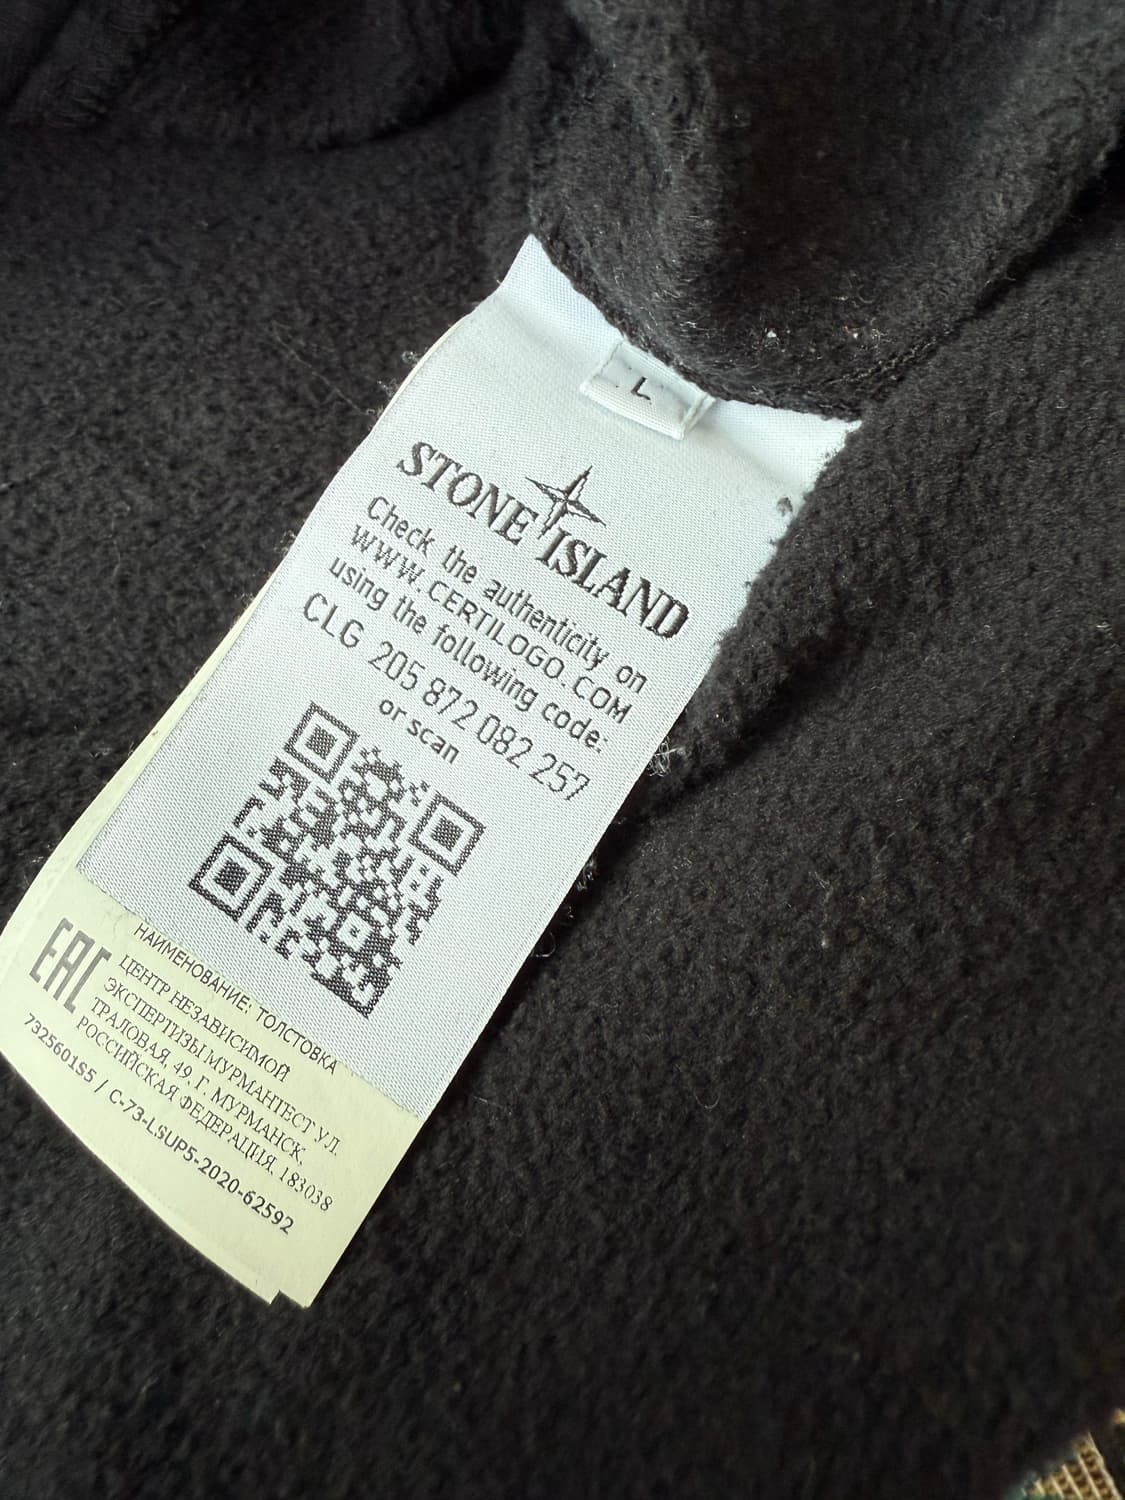 L
STONE ISLAND
Check the authenticity on
WWW.CERTILOGO.COM
using the following code:
CLG 205 872 082 257
or scan
EAC
НАИМЕНОВАНИЕ: ТОЛСТОВКА
ЦЕНТР НЕЗАВИСИМОЙ
ЭКСПЕРТИЗЫ МУРМАНТЕСТ УЛ.
ТРАЛОВАЯ, 49, Г. МУРМАНСК,
РОССИЙСКАЯ ФЕДЕРАЦИЯ, 183038
7325601S5 / C-73-LSUP5-2020-62592